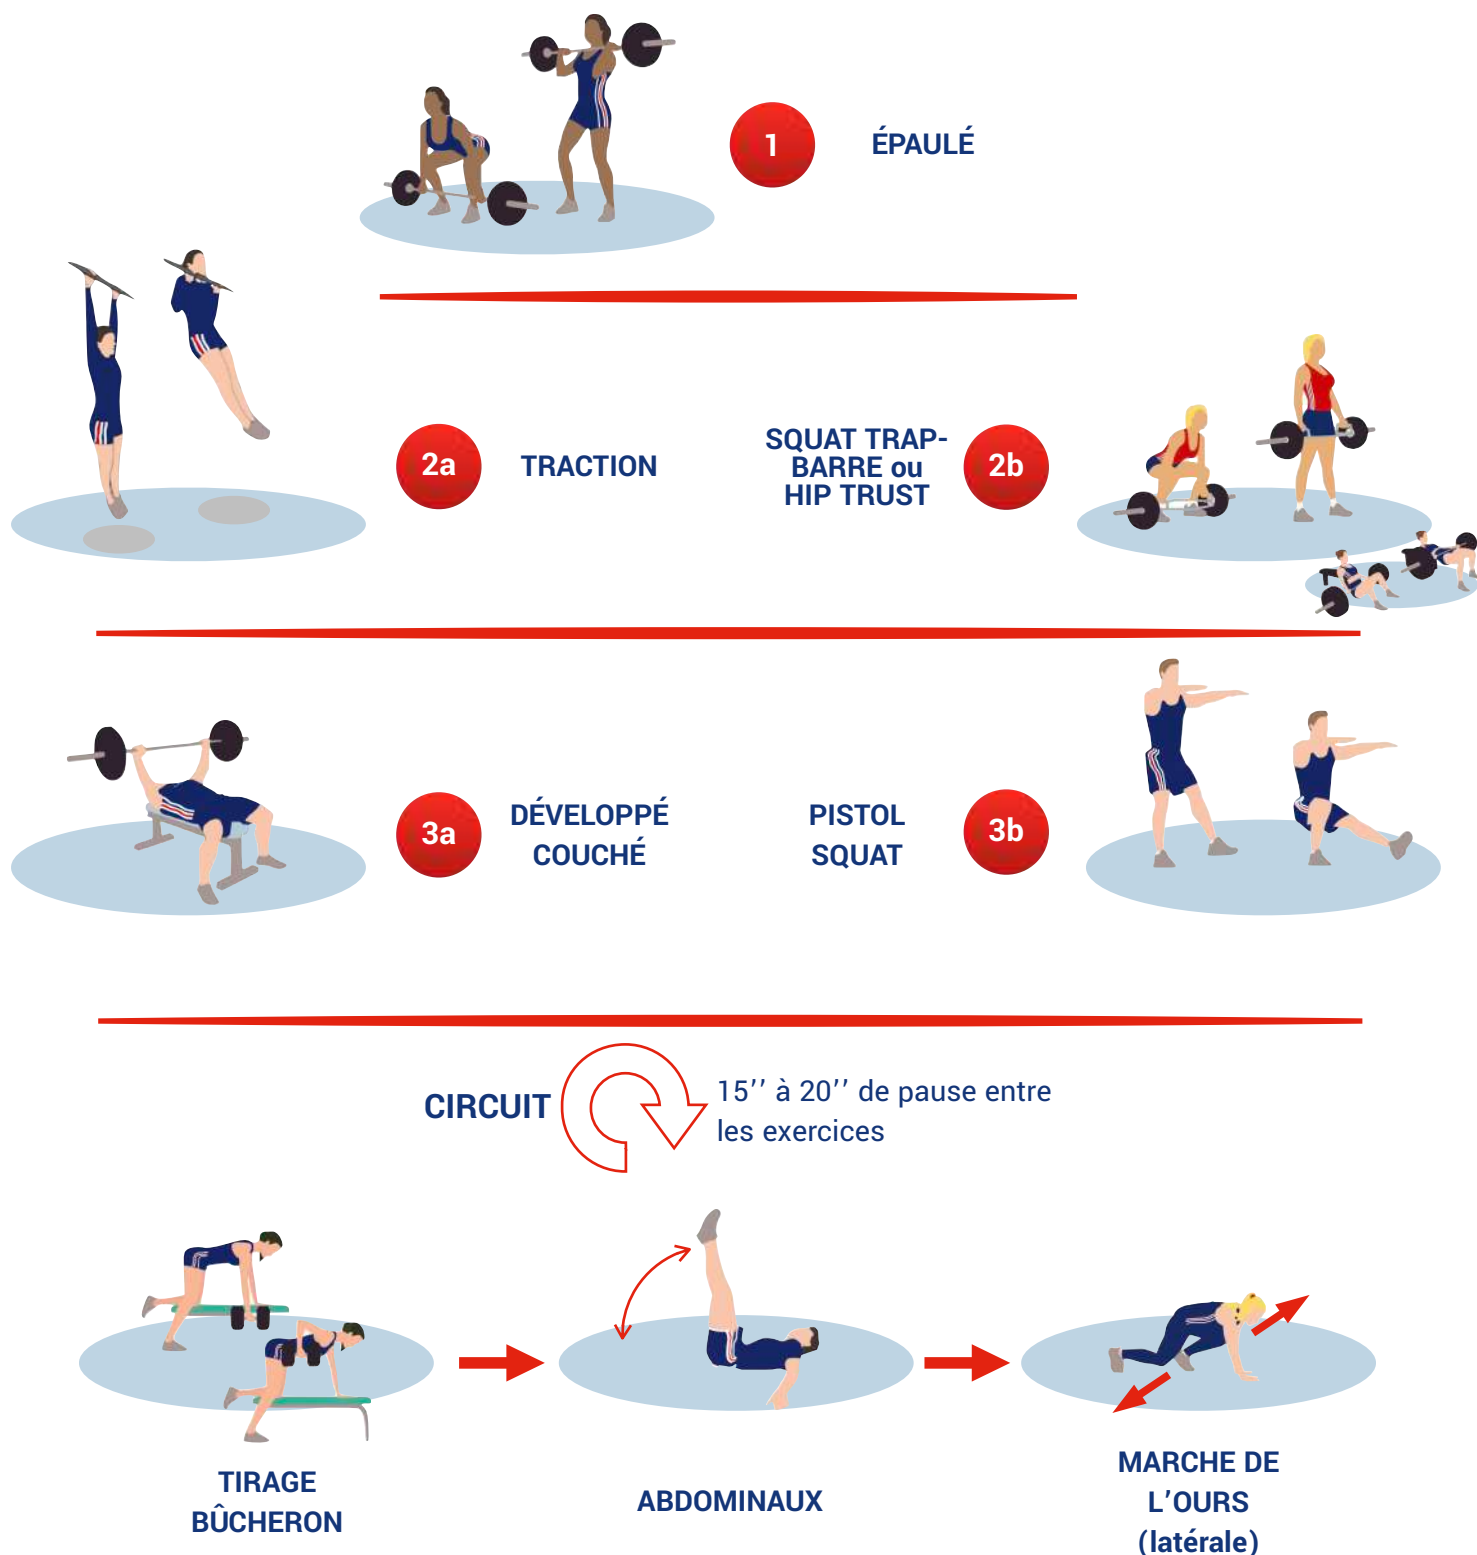 1
ÉPAULÉ
2a
TRACTION
SQUAT TRAP-
BARRE ou
HIP TRUST
2b
3a
DÉVELOPPÉ
COUCHÉ
PISTOL
SQUAT
3b
CIRCUIT
15’’ à 20’’ de pause entre
les exercices
TIRAGE
BÛCHERON
ABDOMINAUX
MARCHE DE
L’OURS
(latérale)